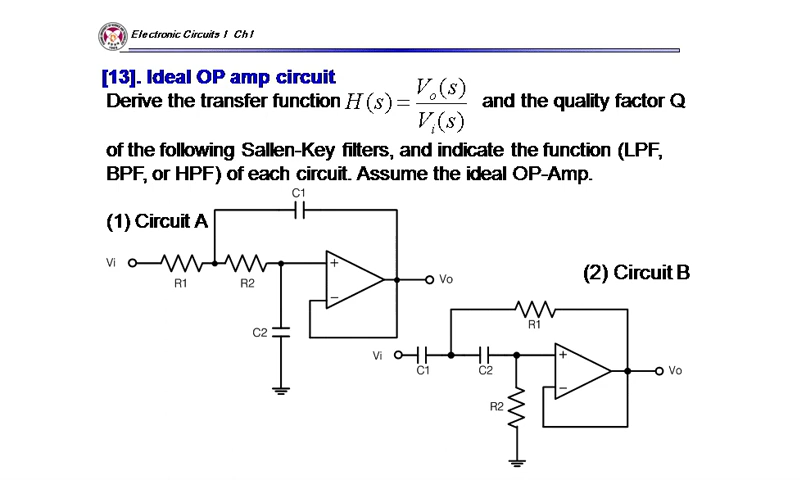 Electronic Circuits 1 Ch1
[13]. Ideal OP amp circuit
Derive the transfer function H(s) = V_o(s) / V_i(s) and the quality factor Q
of the following Sallen-Key filters, and indicate the function (LPF,
BPF, or HPF) of each circuit. Assume the ideal OP-Amp.
(1) Circuit A
C1
Vi
R1
R2
+
−
Vo
C2
(2) Circuit B
R1
Vi
C1
C2
+
−
Vo
R2